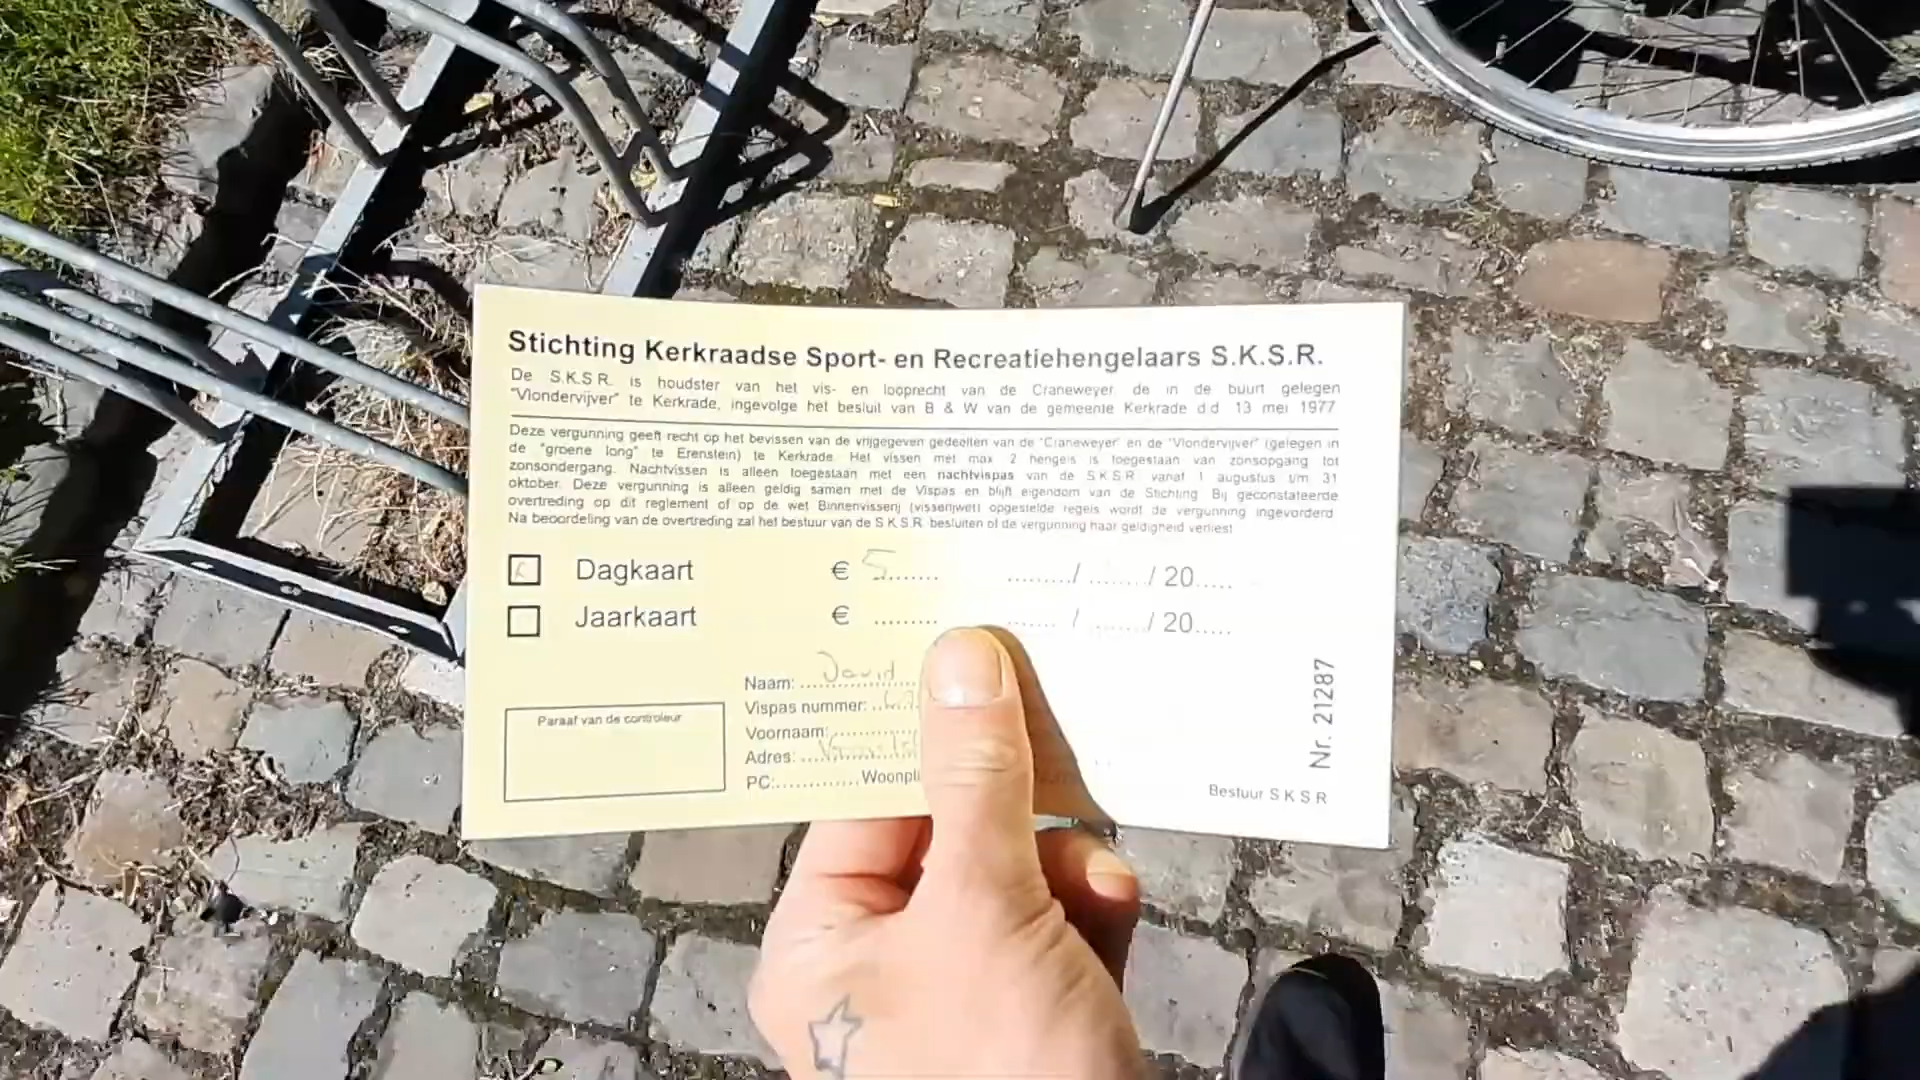 Stichting Kerkraadse Sport- en Recreatiehengelaars S.K.S.R.
De S.K.S.R. is houdster van het vis- en looprecht van de Craneweyer, de in de buurt gelegen
"Vlondervijver" te Kerkrade, ingevolge het besluit van B & W van de gemeente Kerkrade d.d. 13 mei 1977
Deze vergunning geeft recht op het bevissen van de vrijgegeven gedeelten van de "Craneweyer" en de "Vlondervijver" (gelegen in
de "groene long" te Erenstein) te Kerkrade. Het vissen met max. 2 hengels is toegestaan van zonsopgang tot
zonsondergang. Nachtvissen is alleen toegestaan met een nachtvispas van de S.K.S.R. vanaf 1 augustus t/m 31
oktober. Deze vergunning is alleen geldig samen met de Vispas en blijft eigendom van de Stichting. Bij geconstateerde
overtreding op dit reglement of op de wet Binnenvisserij (visserijwet) opgestelde regels wordt de vergunning ingevorderd.
Na beoordeling van de overtreding zal het bestuur van de S.K.S.R. besluiten of de vergunning haar geldigheid verliest
Dagkaart € 5........ ........./ ....... / 20.....
Jaarkaart € ......... ....... / ......../ 20.....
Naam: David
Vispas nummer:
Voornaam:
Adres:
PC:
Paraaf van de controleur
Nr. 21287
Bestuur S K S R